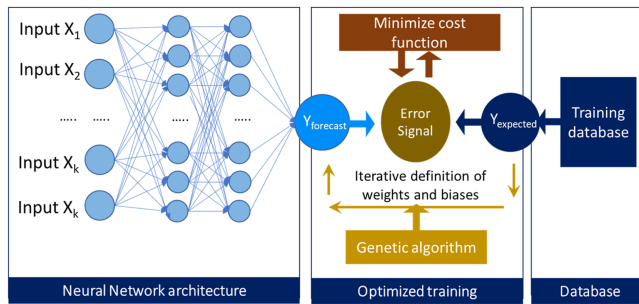 Input X1
Input X2
..... ..... ..... .....
Input Xk
Input Xk
Neural Network architecture
Minimize cost
function
Yforecast
Error
Signal
Yexpected
Iterative definition of
weights and biases
Genetic algorithm
Optimized training
Training
database
Database